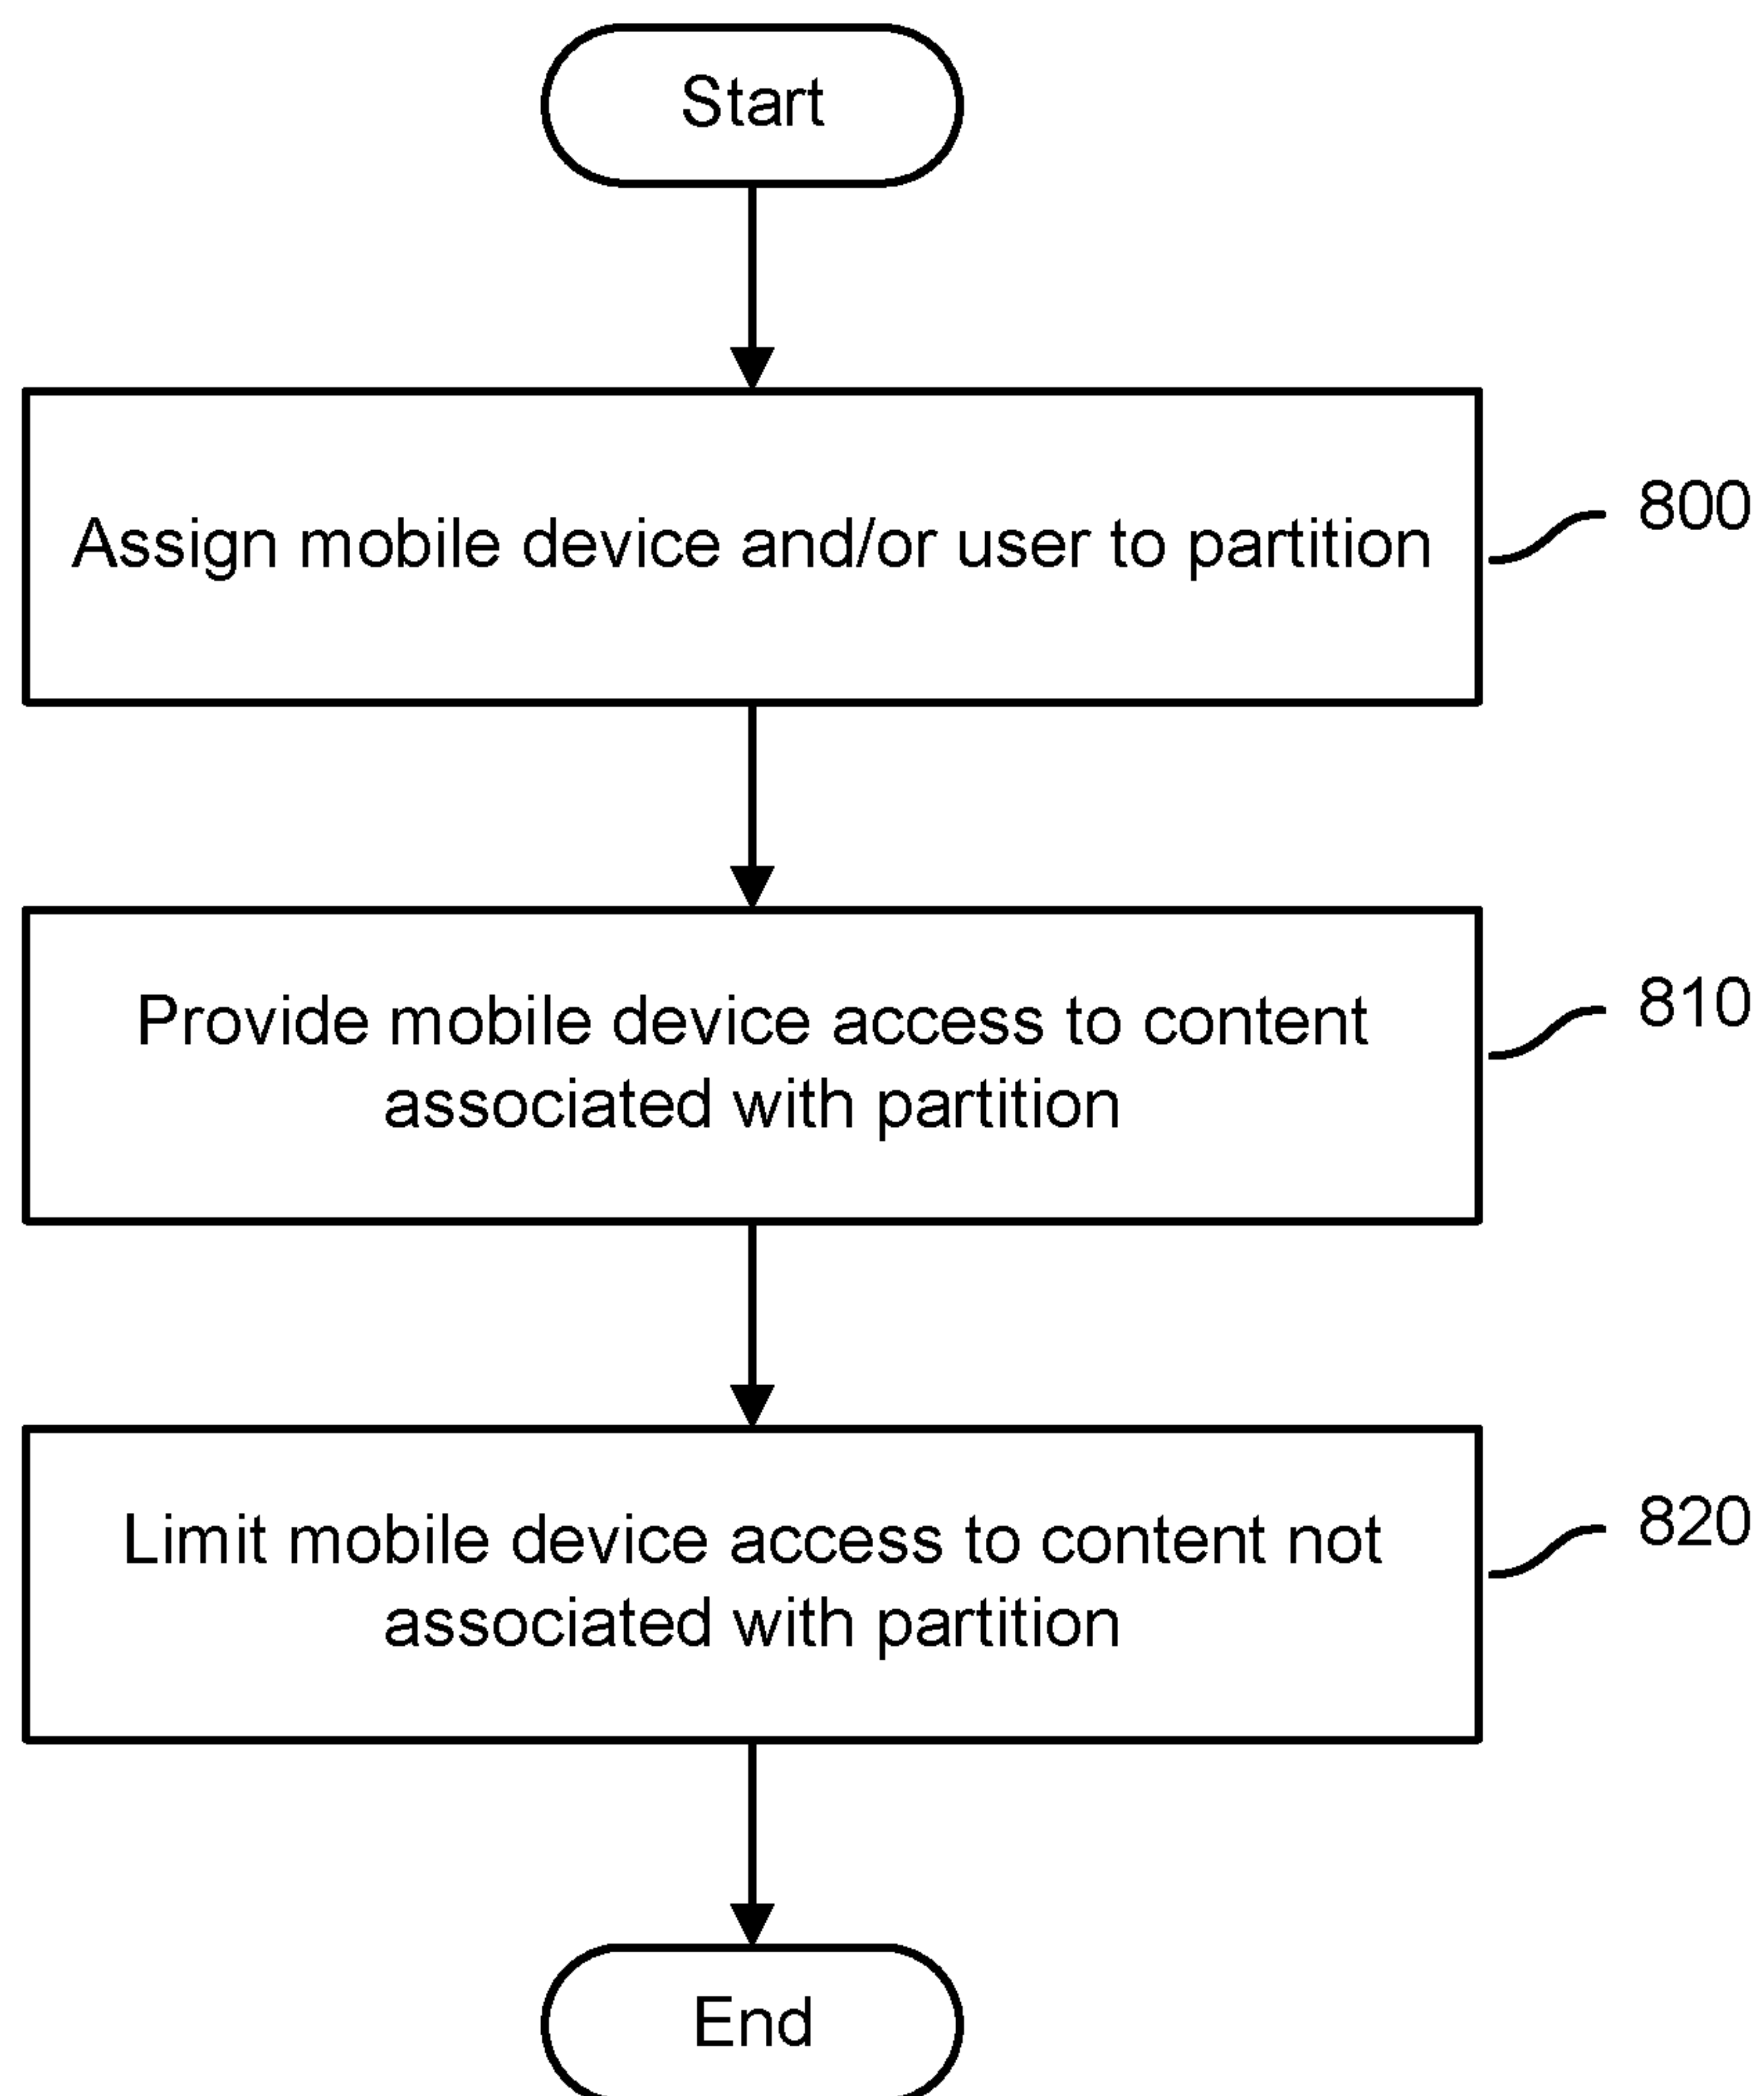 Start
Assign mobile device and/or user to partition
800
Provide mobile device access to content
associated with partition
810
Limit mobile device access to content not
associated with partition
820
End